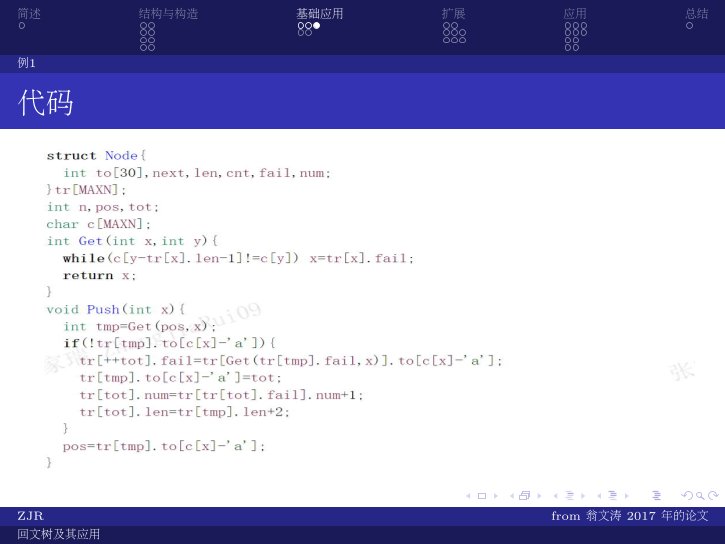 简述 结构与构造 基础应用 扩展 应用 总结
例1
代码
struct Node{
int to[30],next,len,cnt,fail,num;
}tr[MAXN];
int n,pos,tot;
char c[MAXN];
int Get(int x,int y){
while(c[y-tr[x].len-1]!=c[y]) x=tr[x].fail;
return x;
}
void Push(int x){
int tmp=Get(pos,x);
if(!tr[tmp].to[c[x]-'a']){
tr[++tot].fail=tr[Get(tr[tmp].fail,x)].to[c[x]-'a'];
tr[tmp].to[c[x]-'a']=tot;
tr[tot].num=tr[tr[tot].fail].num+1;
tr[tot].len=tr[tmp].len+2;
}
pos=tr[tmp].to[c[x]-'a'];
}
张
ZJR from 翁文涛 2017 年的论文
回文树及其应用